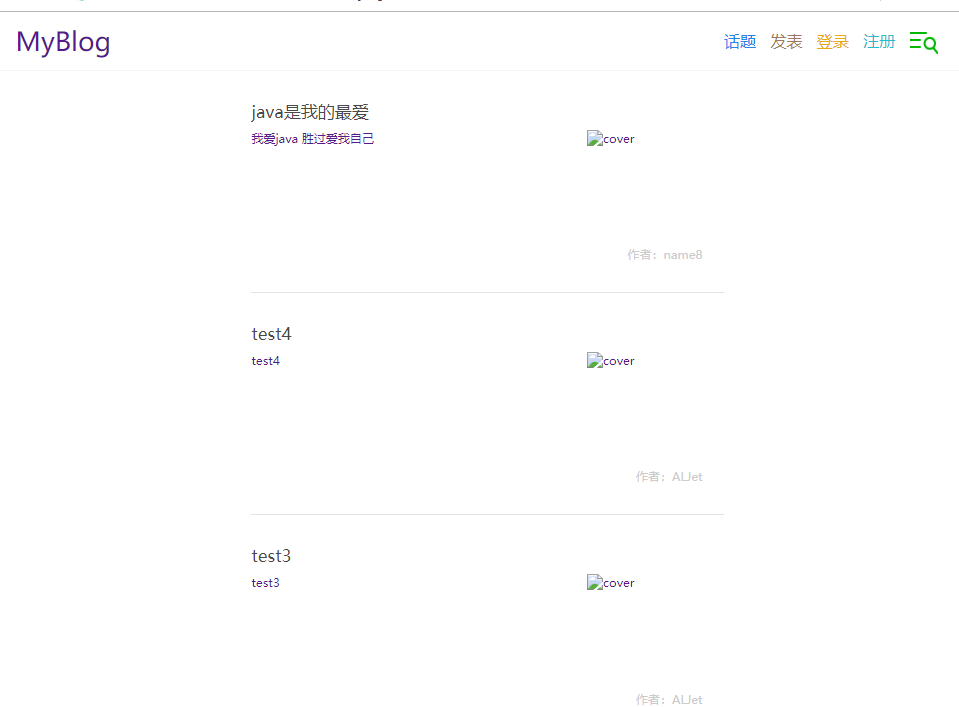 MyBlog
话题 发表 登录 注册
java是我的最爱
我爱java 胜过爱我自己
cover
作者：name8
test4
test4
cover
作者：ALJet
test3
test3
cover
作者：ALJet